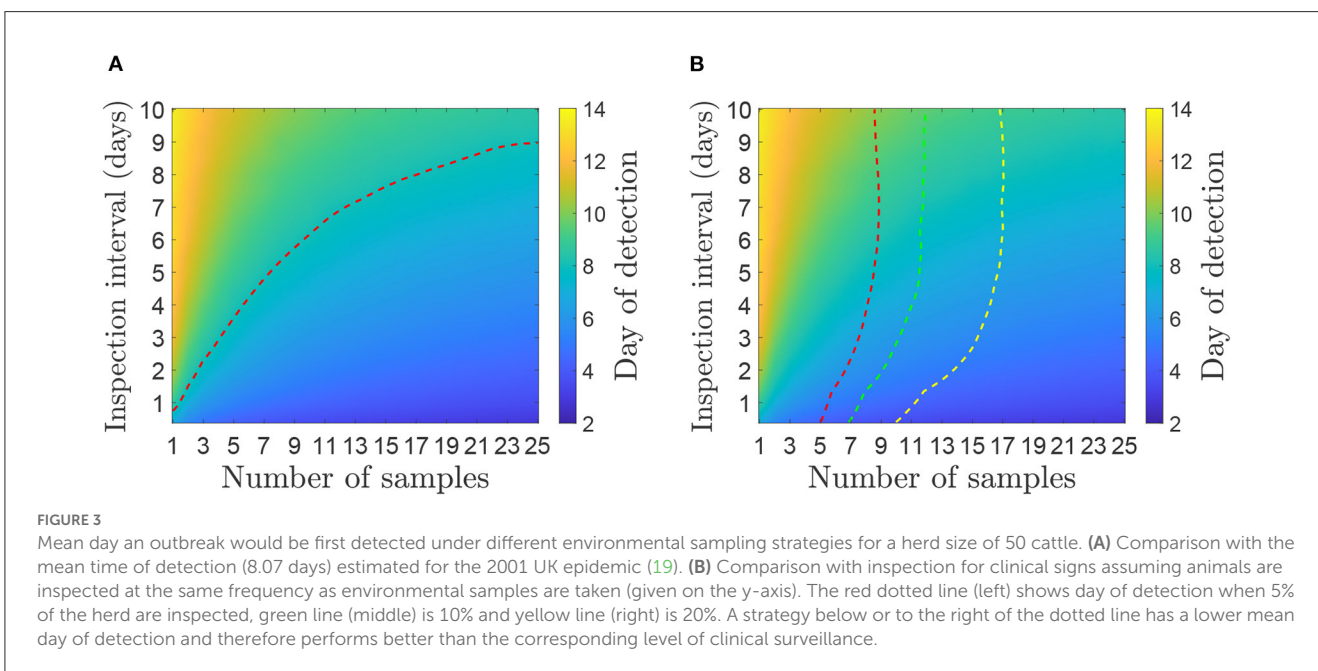 A
B
10
9
8
7
6
5
4
3
2
1
Inspection interval (days)
1 3 5 7 9 11 13 15 17 19 21 23 25
Number of samples
14
12
10
8
6
4
2
Day of detection
10
9
8
7
6
5
4
3
2
1
Inspection interval (days)
1 3 5 7 9 11 13 15 17 19 21 23 25
Number of samples
14
12
10
8
6
4
2
Day of detection
FIGURE 3
Mean day an outbreak would be first detected under different environmental sampling strategies for a herd size of 50 cattle. (A) Comparison with the
mean time of detection (8.07 days) estimated for the 2001 UK epidemic (19). (B) Comparison with inspection for clinical signs assuming animals are
inspected at the same frequency as environmental samples are taken (given on the y-axis). The red dotted line (left) shows day of detection when 5%
of the herd are inspected, green line (middle) is 10% and yellow line (right) is 20%. A strategy below or to the right of the dotted line has a lower mean
day of detection and therefore performs better than the corresponding level of clinical surveillance.